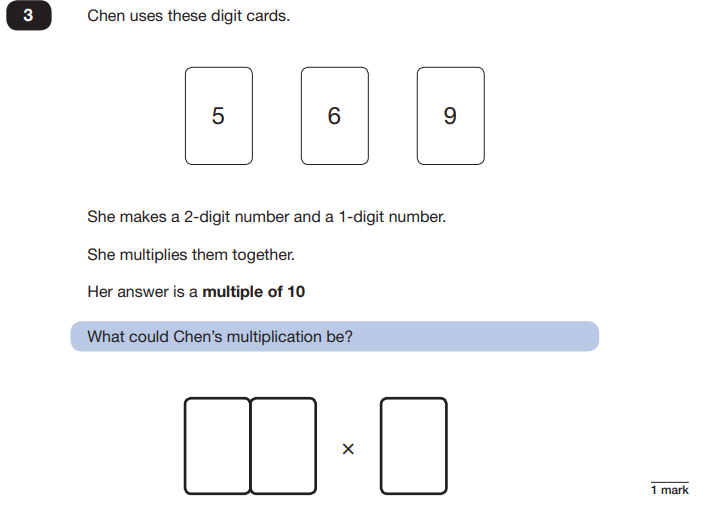 3 Chen uses these digit cards.
5 6 9
She makes a 2-digit number and a 1-digit number.
She multiplies them together.
Her answer is a multiple of 10
What could Chen’s multiplication be?
×
1 mark